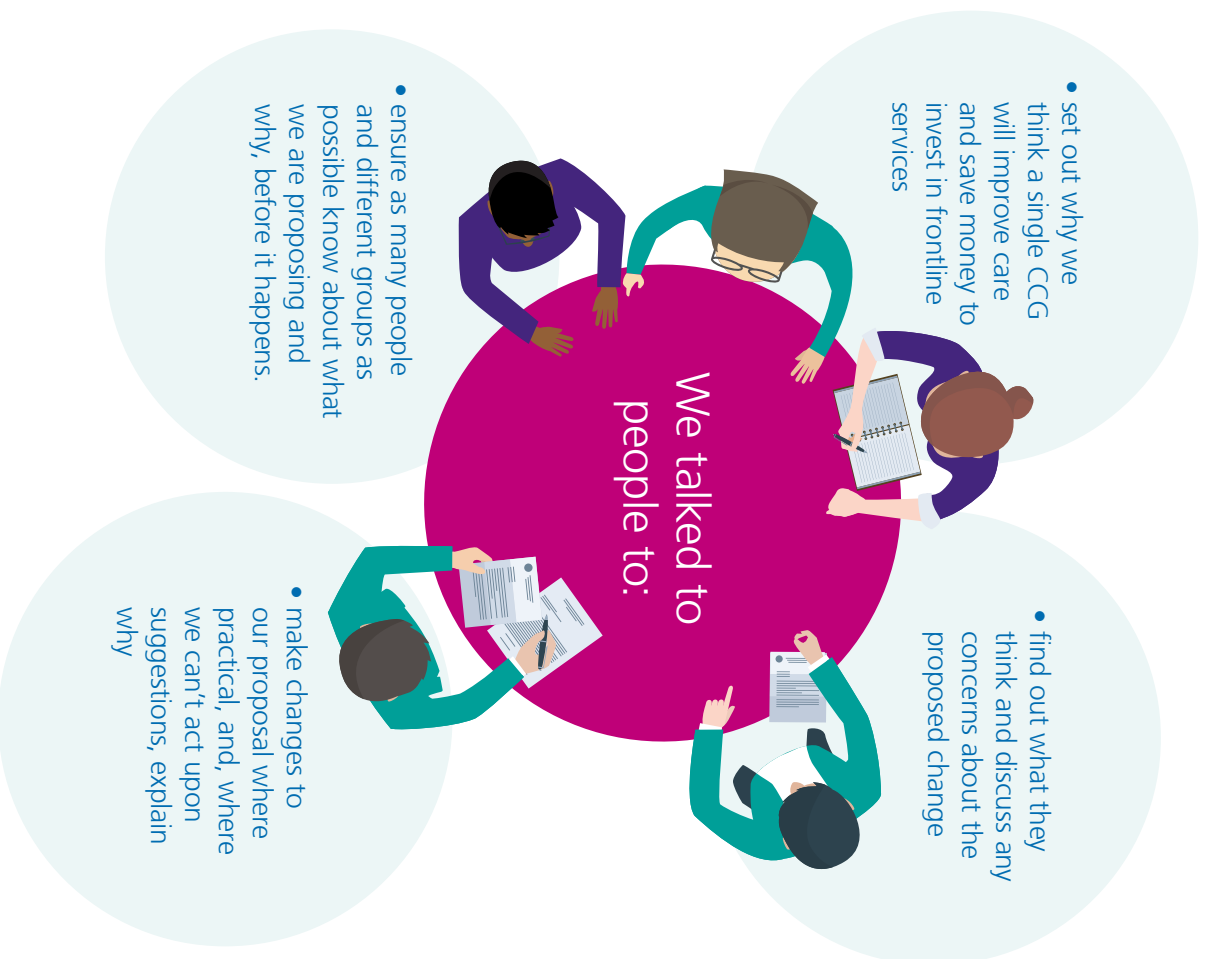 We talked to
people to:
• set out why we
think a single CCG
will improve care
and save money to
invest in frontline
services
• find out what they
think and discuss any
concerns about the
proposed change
• ensure as many people
and different groups as
possible know about what
we are proposing and
why, before it happens.
• make changes to
our proposal where
practical, and, where
we can’t act upon
suggestions, explain
why